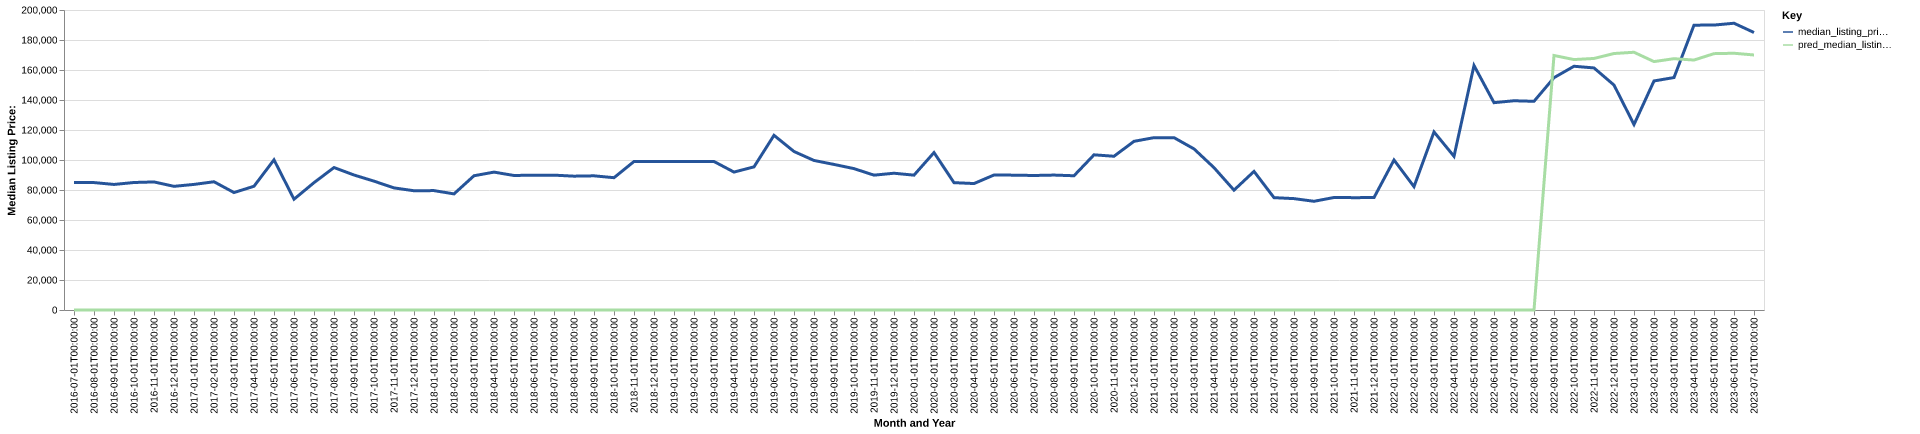 200,000
180,000
160,000
140,000
120,000
100,000
80,000
60,000
40,000
20,000
0
Median Listing Price:
2016-07-01T00:00:00
2016-08-01T00:00:00
2016-09-01T00:00:00
2016-10-01T00:00:00
2016-11-01T00:00:00
2016-12-01T00:00:00
2017-01-01T00:00:00
2017-02-01T00:00:00
2017-03-01T00:00:00
2017-04-01T00:00:00
2017-05-01T00:00:00
2017-06-01T00:00:00
2017-07-01T00:00:00
2017-08-01T00:00:00
2017-09-01T00:00:00
2017-10-01T00:00:00
2017-11-01T00:00:00
2017-12-01T00:00:00
2018-01-01T00:00:00
2018-02-01T00:00:00
2018-03-01T00:00:00
2018-04-01T00:00:00
2018-05-01T00:00:00
2018-06-01T00:00:00
2018-07-01T00:00:00
2018-08-01T00:00:00
2018-09-01T00:00:00
2018-10-01T00:00:00
2018-11-01T00:00:00
2018-12-01T00:00:00
2019-01-01T00:00:00
2019-02-01T00:00:00
2019-03-01T00:00:00
2019-04-01T00:00:00
2019-05-01T00:00:00
2019-06-01T00:00:00
2019-07-01T00:00:00
2019-08-01T00:00:00
2019-09-01T00:00:00
2019-10-01T00:00:00
2019-11-01T00:00:00
2019-12-01T00:00:00
2020-01-01T00:00:00
2020-02-01T00:00:00
2020-03-01T00:00:00
2020-04-01T00:00:00
2020-05-01T00:00:00
2020-06-01T00:00:00
2020-07-01T00:00:00
2020-08-01T00:00:00
2020-09-01T00:00:00
2020-10-01T00:00:00
2020-11-01T00:00:00
2020-12-01T00:00:00
2021-01-01T00:00:00
2021-02-01T00:00:00
2021-03-01T00:00:00
2021-04-01T00:00:00
2021-05-01T00:00:00
2021-06-01T00:00:00
2021-07-01T00:00:00
2021-08-01T00:00:00
2021-09-01T00:00:00
2021-10-01T00:00:00
2021-11-01T00:00:00
2021-12-01T00:00:00
2022-01-01T00:00:00
2022-02-01T00:00:00
2022-03-01T00:00:00
2022-04-01T00:00:00
2022-05-01T00:00:00
2022-06-01T00:00:00
2022-07-01T00:00:00
2022-08-01T00:00:00
2022-09-01T00:00:00
2022-10-01T00:00:00
2022-11-01T00:00:00
2022-12-01T00:00:00
2023-01-01T00:00:00
2023-02-01T00:00:00
2023-03-01T00:00:00
2023-04-01T00:00:00
2023-05-01T00:00:00
2023-06-01T00:00:00
2023-07-01T00:00:00
Month and Year
Key
median_listing_pri…
pred_median_listin…